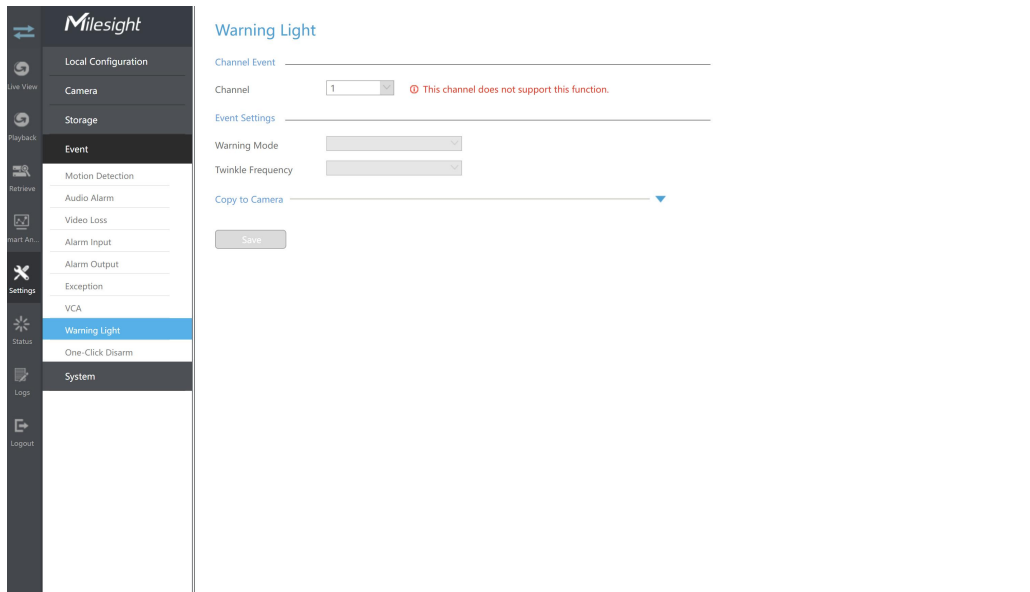 Milesight
Live View
Playback
Retrieve
mart An...
Settings
Status
Logs
Logout
Local Configuration
Camera
Storage
Event
Motion Detection
Audio Alarm
Video Loss
Alarm Input
Alarm Output
Exception
VCA
Warning Light
One-Click Disarm
System
Warning Light
Channel Event
Channel 1 This channel does not support this function.
Event Settings
Warning Mode
Twinkle Frequency
Copy to Camera
Save